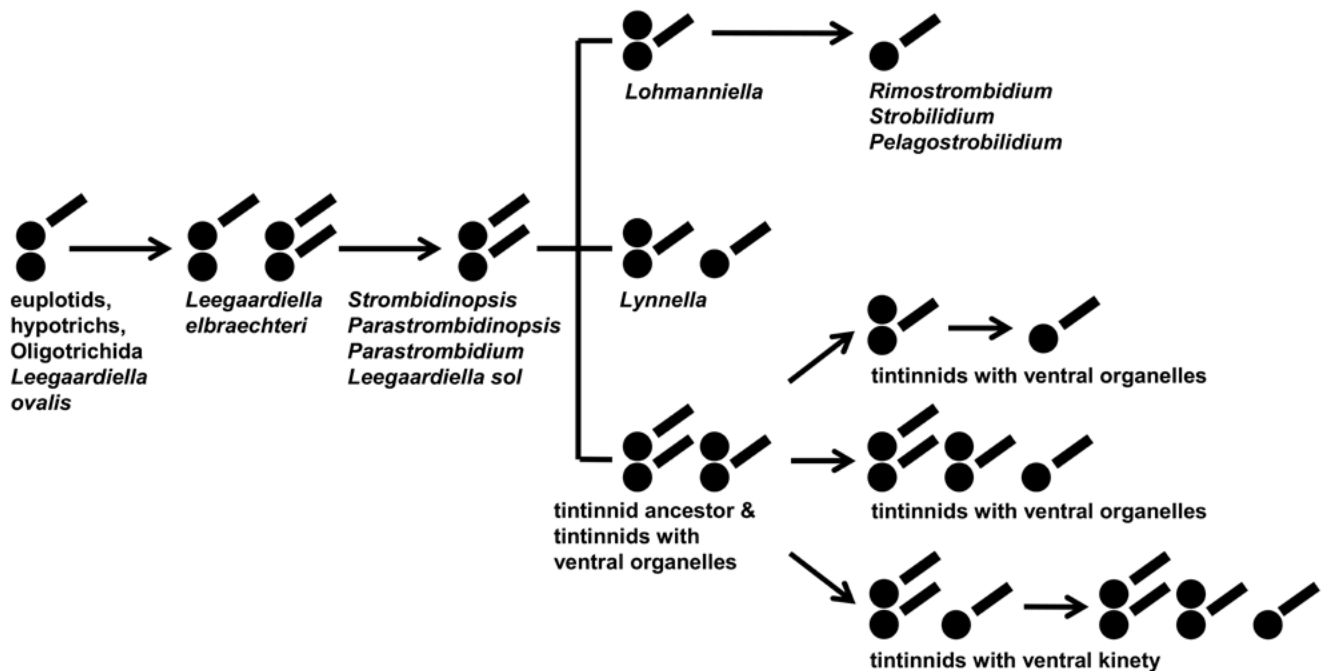 Lohmanniella
Rimostrombidium
Strobilidium
Pelagostrobilidium
euplotids,
hypotrichs,
Oligotrichida
Leegaardiella
ovalis
Leegaardiella
elbraechteri
Strombidinopsis
Parastrombidinopsis
Parastrombidium
Leegaardiella sol
Lynnella
tintinnids with ventral organelles
tintinnid ancestor &
tintinnids with
ventral organelles
tintinnids with ventral organelles
tintinnids with ventral kinety